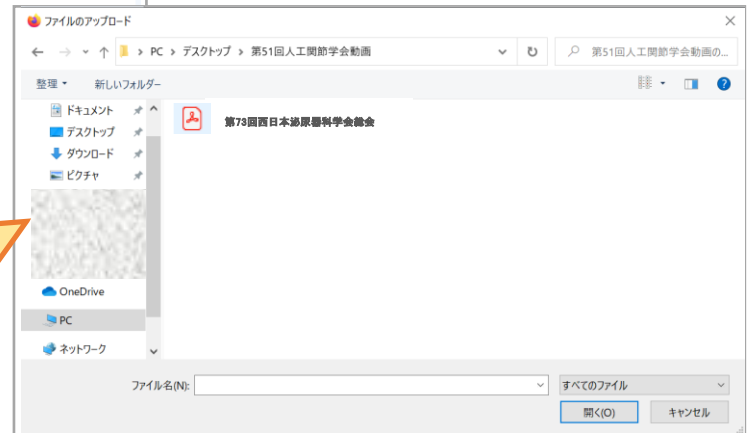 ファイルのアップロード
PC > デスクトップ > 第51回人工関節学会動画
第51回人工関節学会動画の...
整理 新しいフォルダー
ドキュメント
デスクトップ
ダウンロード
ピクチャ
OneDrive
PC
ネットワーク
第73回西日本泌尿器科学会総会
ファイル名(N):
すべてのファイル
開く(O) キャンセル